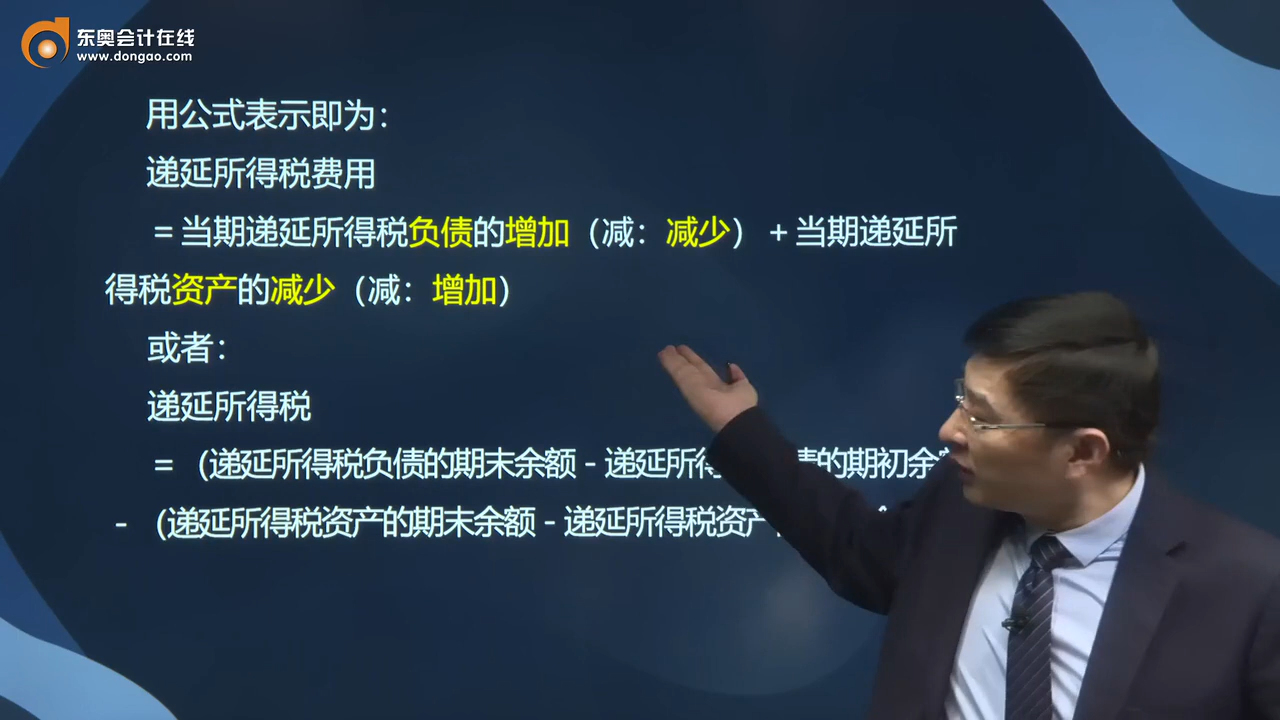 东奥会计在线
www.dongao.com
用公式表示即为：
递延所得税费用
＝当期递延所得税负债的增加（减：减少）＋当期递延所
得税资产的减少（减：增加）
或者：
递延所得税
＝（递延所得税负债的期末余额－递延所得 债的期初余
－（递延所得税资产的期末余额－递延所得税资产